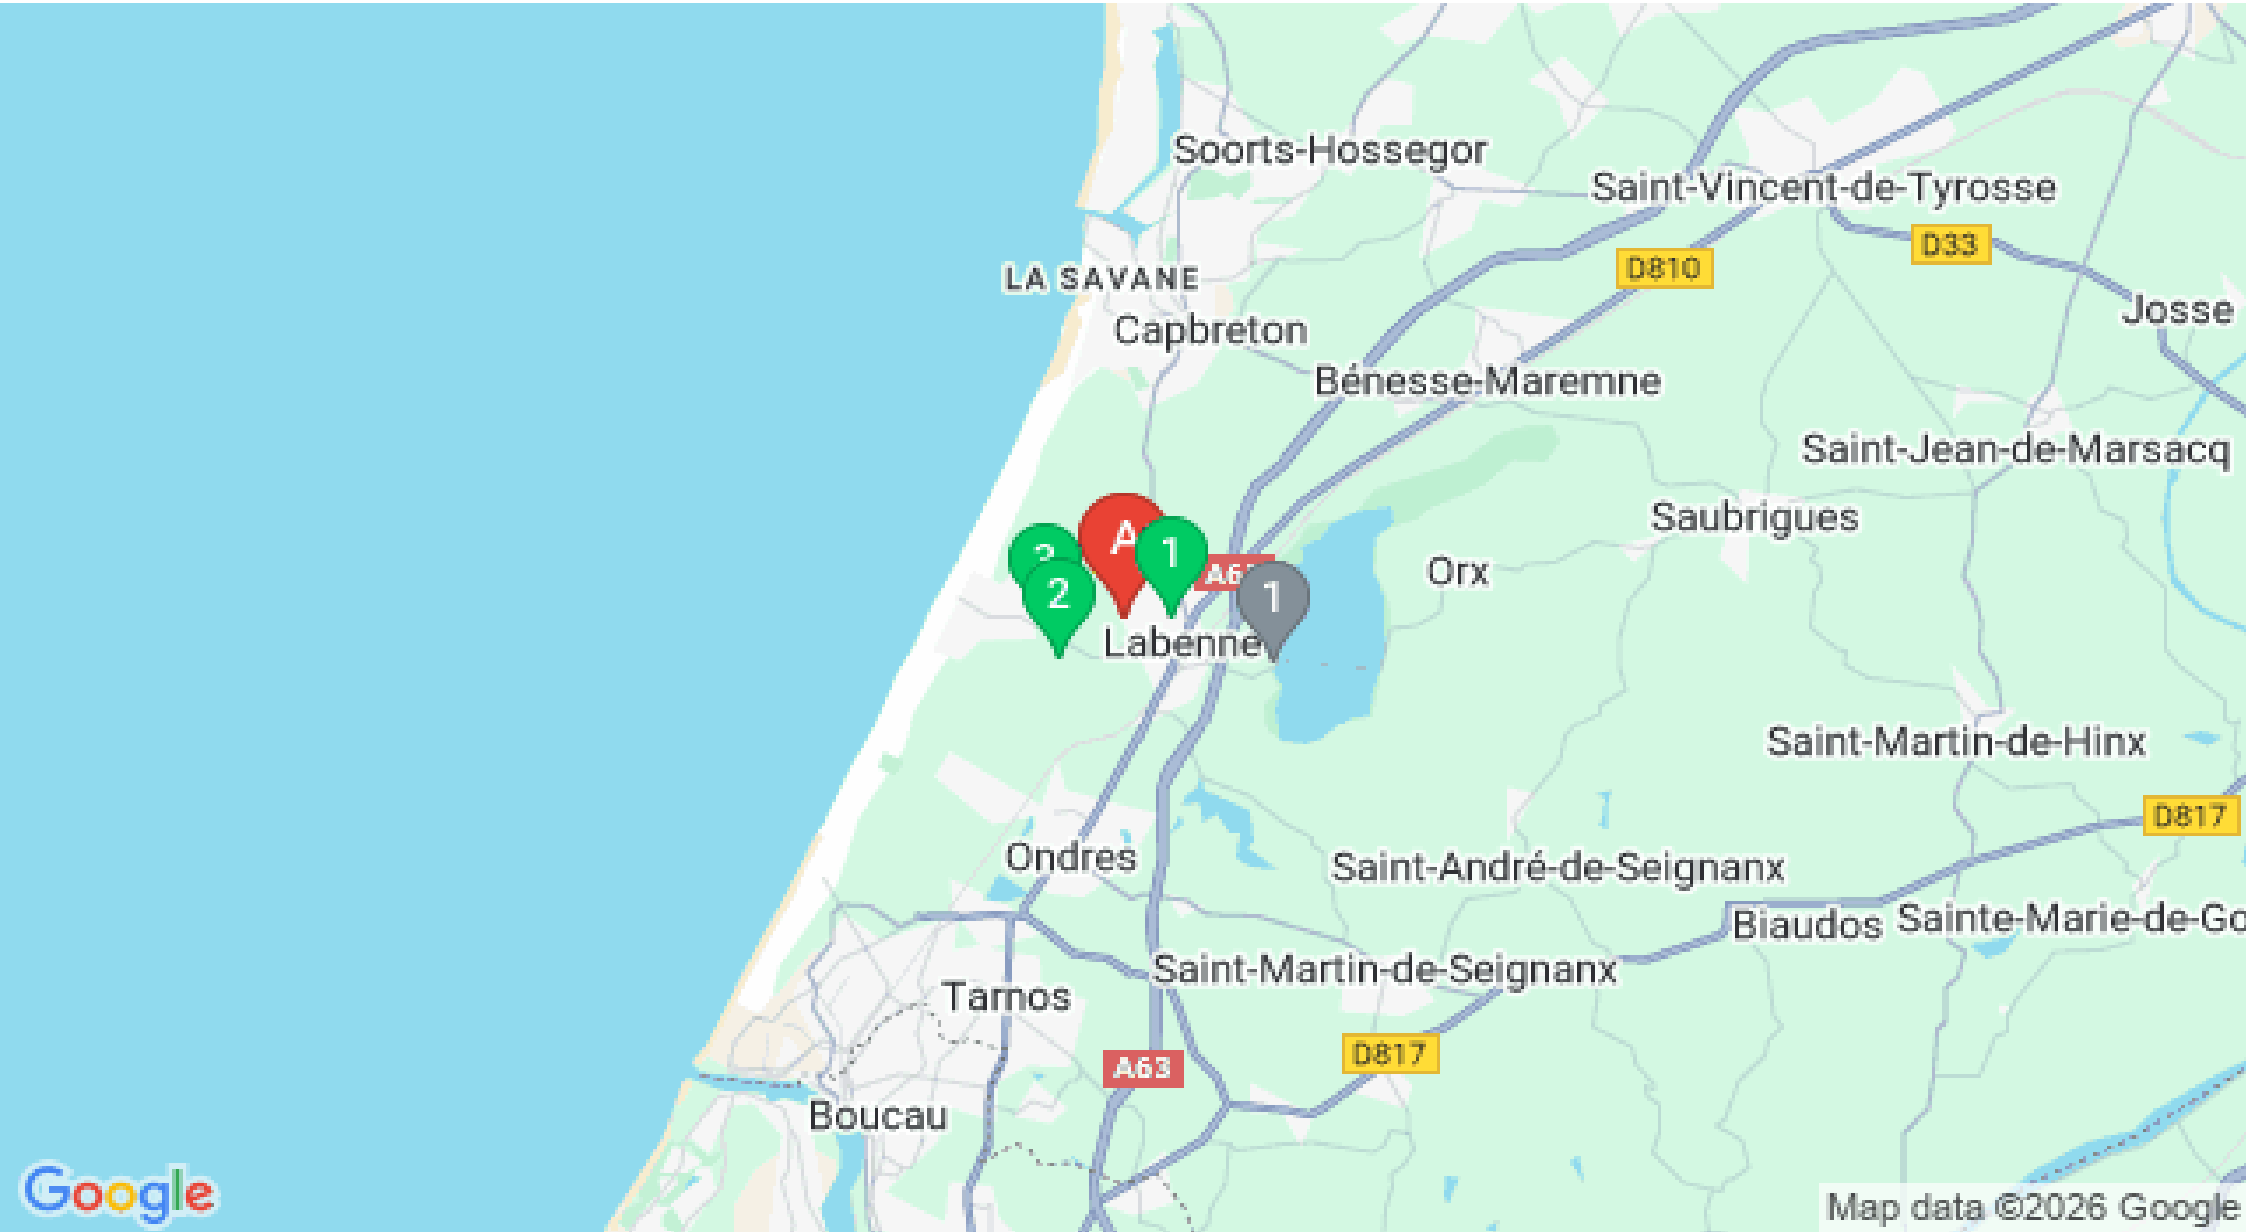 Soorts-Hossegor
Saint-Vincent-de-Tyrosse
D33
D810
LA SAVANE
Josse
Capbreton
Bénesse-Maremne
Saint-Jean-de-Marsacq
Saubrigues
A
1
Orx
1
2
Labenne
Saint-Martin-de-Hinx
D817
Ondres
Saint-André-de-Seignanx
Biaudos
Saint-Martin-de-Seignanx
Tarnos
D817
A63
Boucau
Google
Map data ©2026 Google